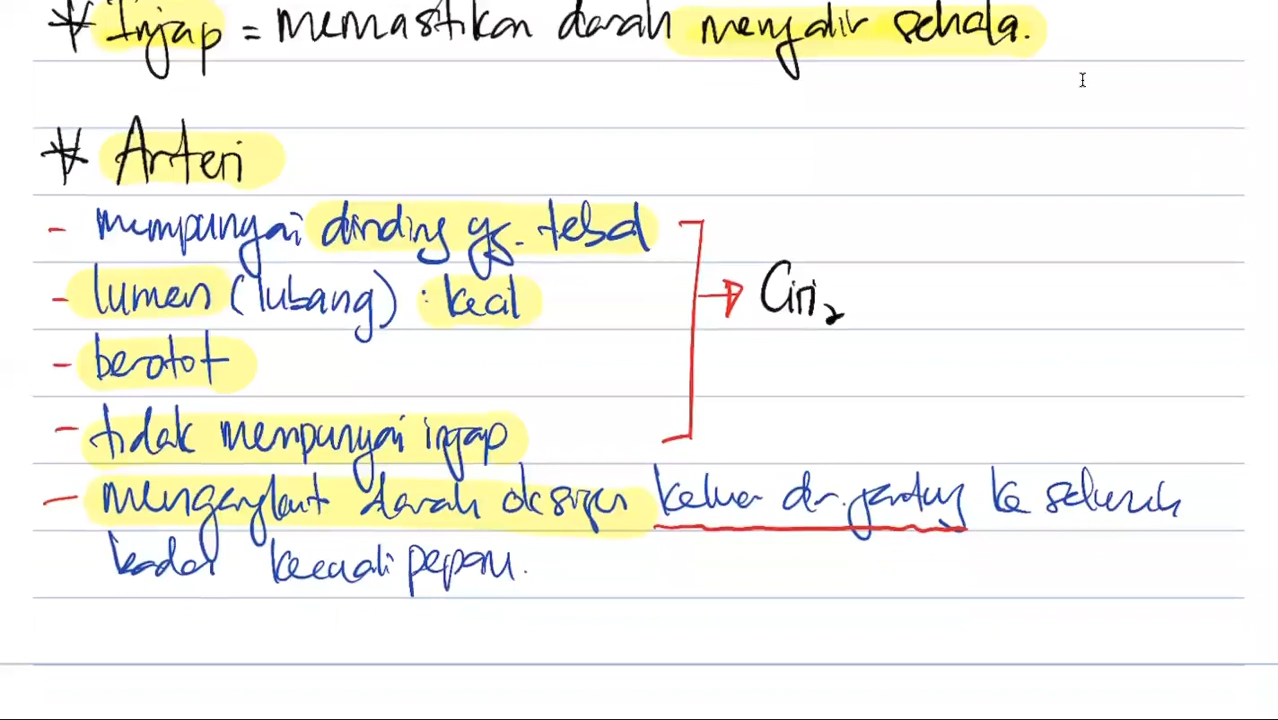 * Injap = memastikan darah mengalir sehala.
* Arteri
- mempunyai dinding yg. tebal
- lumen (lubang) : kecil
- berotot
- tidak mempunyai injap
→ Ciri2
- mengangkut darah oksigen keluar dr. jantung ke seluruh
badan kecuali peparu.